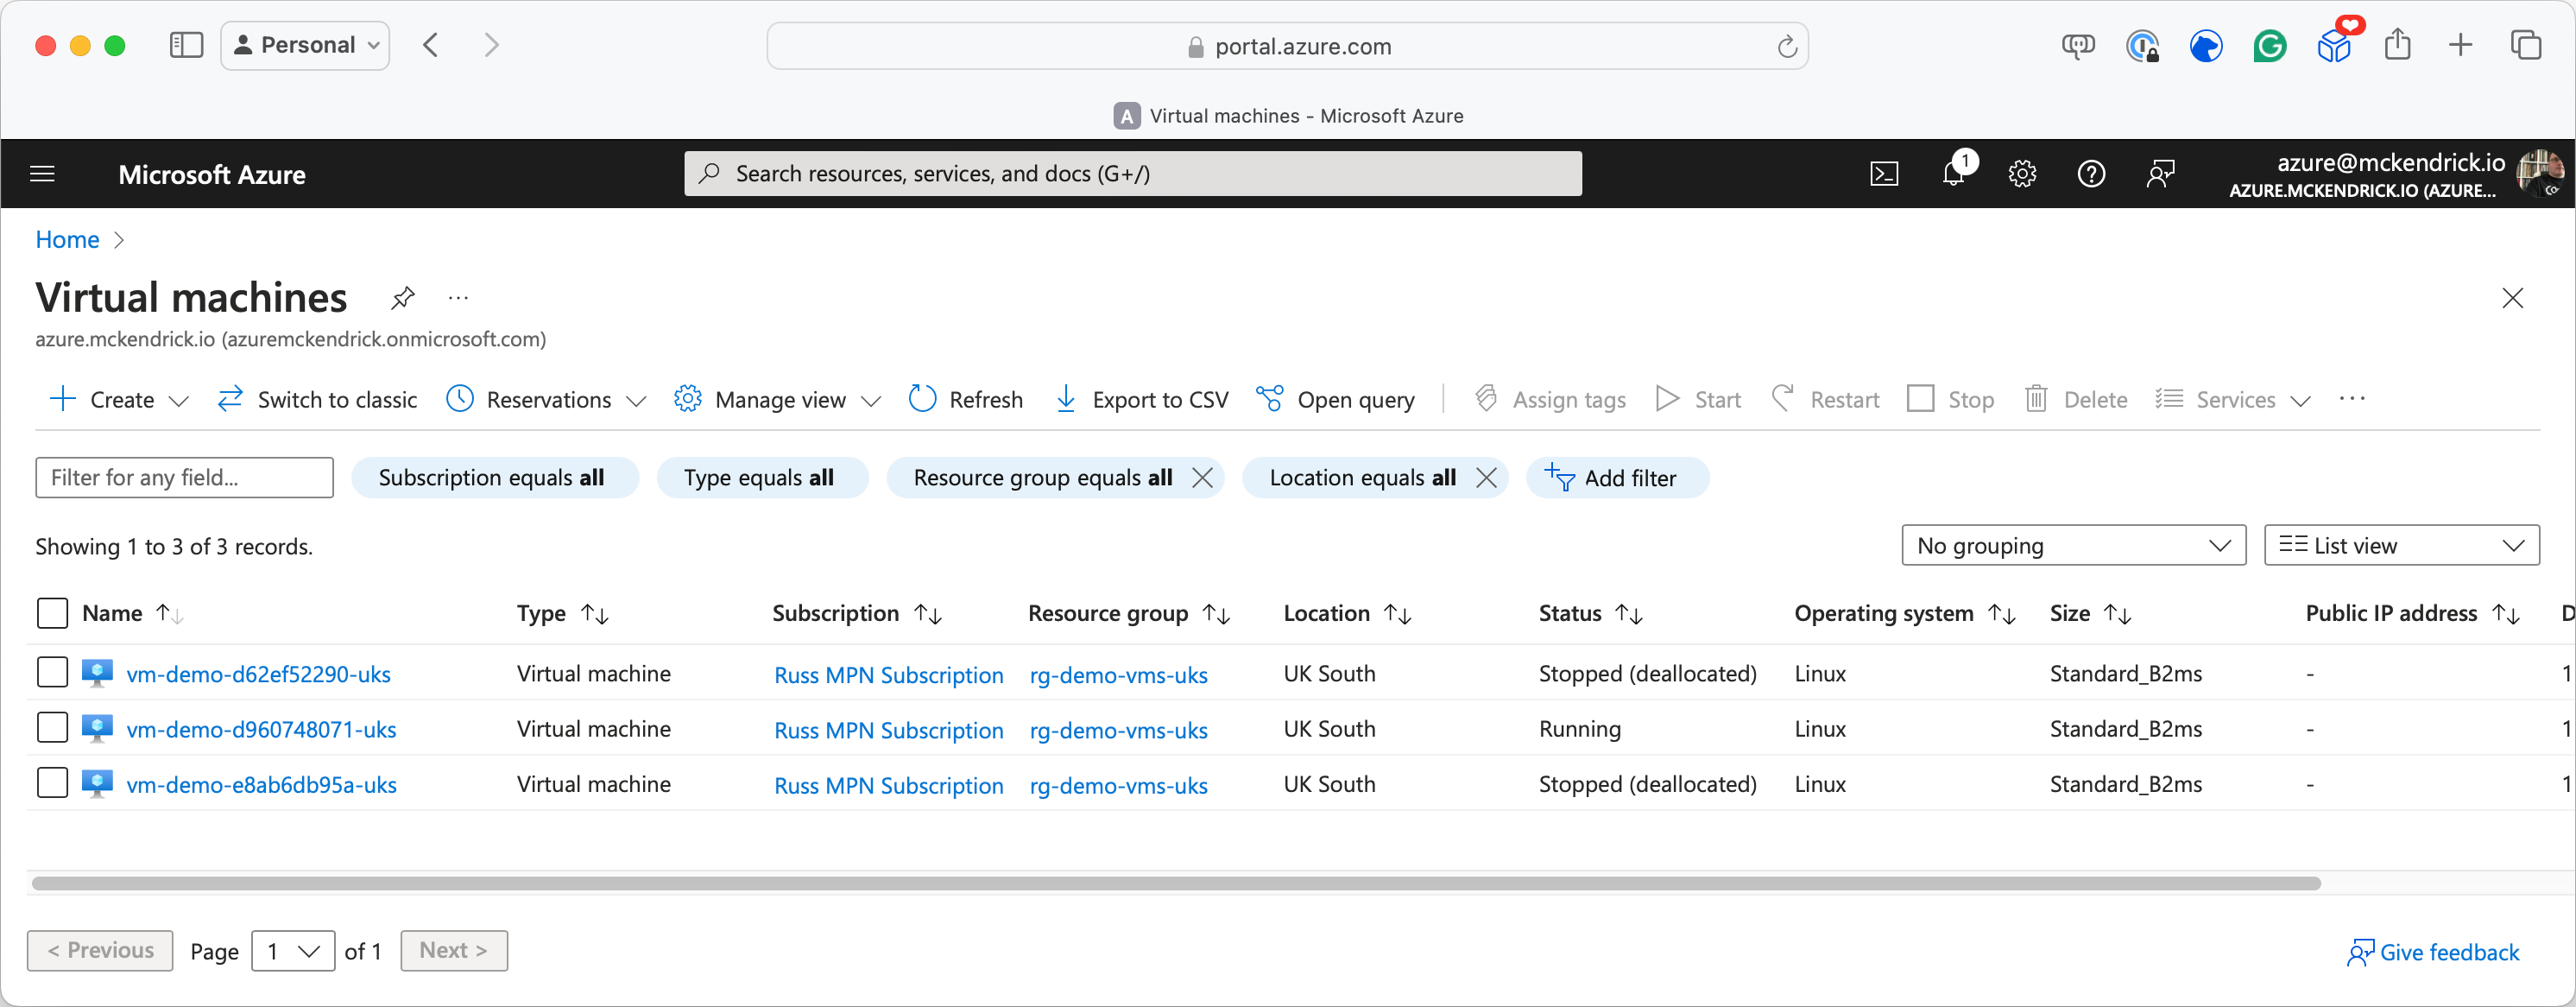 Personal
portal.azure.com
A Virtual machines - Microsoft Azure
Microsoft Azure
Search resources, services, and docs (G+/)
1
azure@mckendrick.io
AZURE.MCKENDRICK.IO (AZURE...
Home
Virtual machines
azure.mckendrick.io (azuremckendrick.onmicrosoft.com)
Create Switch to classic Reservations Manage view Refresh Export to CSV Open query Assign tags Start Restart Stop Delete Services
Filter for any field... Subscription equals all Type equals all Resource group equals all Location equals all Add filter
Showing 1 to 3 of 3 records.
No grouping List view
Name Type Subscription Resource group Location Status Operating system Size Public IP address D
vm-demo-d62ef52290-uks Virtual machine Russ MPN Subscription rg-demo-vms-uks UK South Stopped (deallocated) Linux Standard_B2ms - 1
vm-demo-d960748071-uks Virtual machine Russ MPN Subscription rg-demo-vms-uks UK South Running Linux Standard_B2ms - 1
vm-demo-e8ab6db95a-uks Virtual machine Russ MPN Subscription rg-demo-vms-uks UK South Stopped (deallocated) Linux Standard_B2ms - 1
< Previous Page 1 of 1 Next >
Give feedback